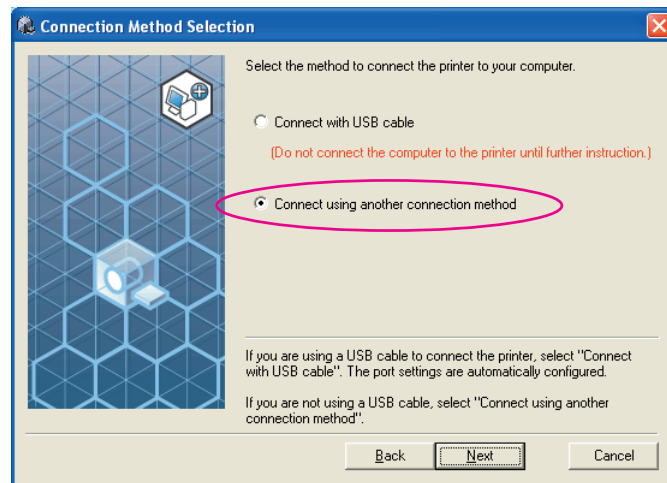 Connection Method Selection
Select the method to connect the printer to your computer.
Connect with USB cable
(Do not connect the computer to the printer until further instruction.)
Connect using another connection method
If you are using a USB cable to connect the printer, select "Connect
with USB cable". The port settings are automatically configured.
If you are not using a USB cable, select "Connect using another
connection method".
Back Next Cancel